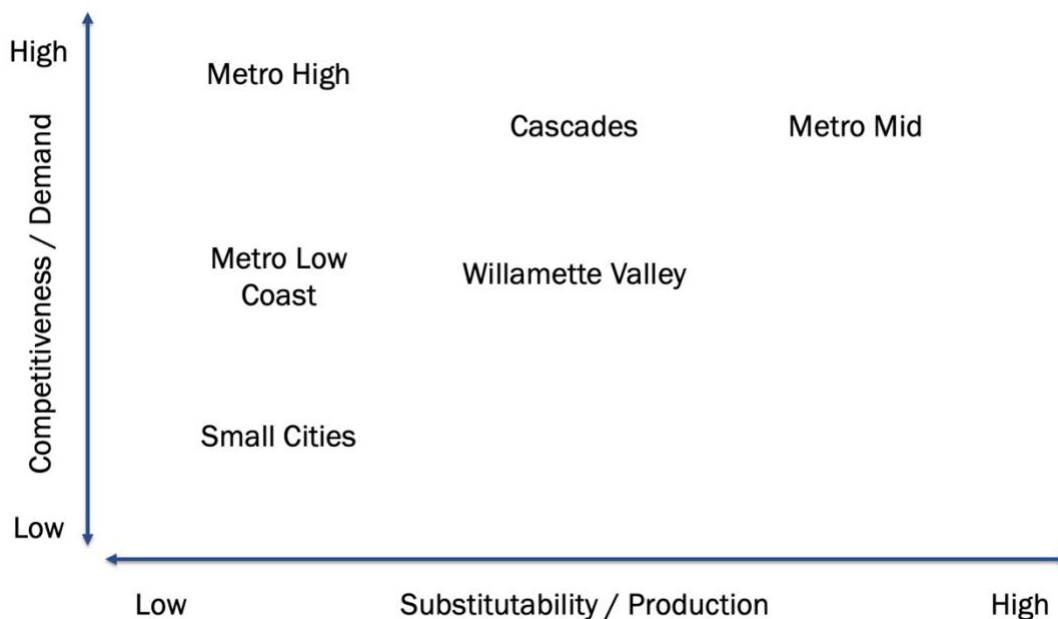 High
Metro High
Cascades
Metro Mid
Competitiveness / Demand
Metro Low
Coast
Willamette Valley
Small Cities
Low
Low
Substitutability / Production
High